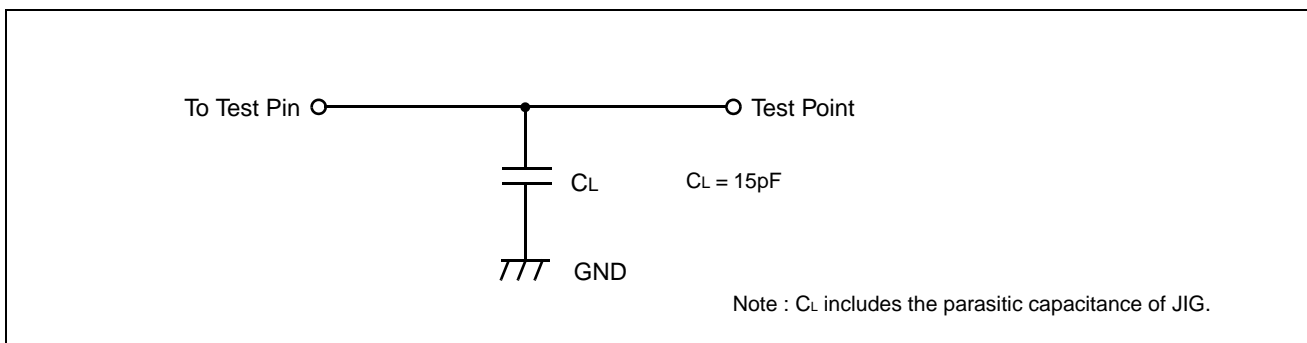 To Test Pin
Test Point
CL
CL = 15pF
GND
Note : CL includes the parasitic capacitance of JIG.